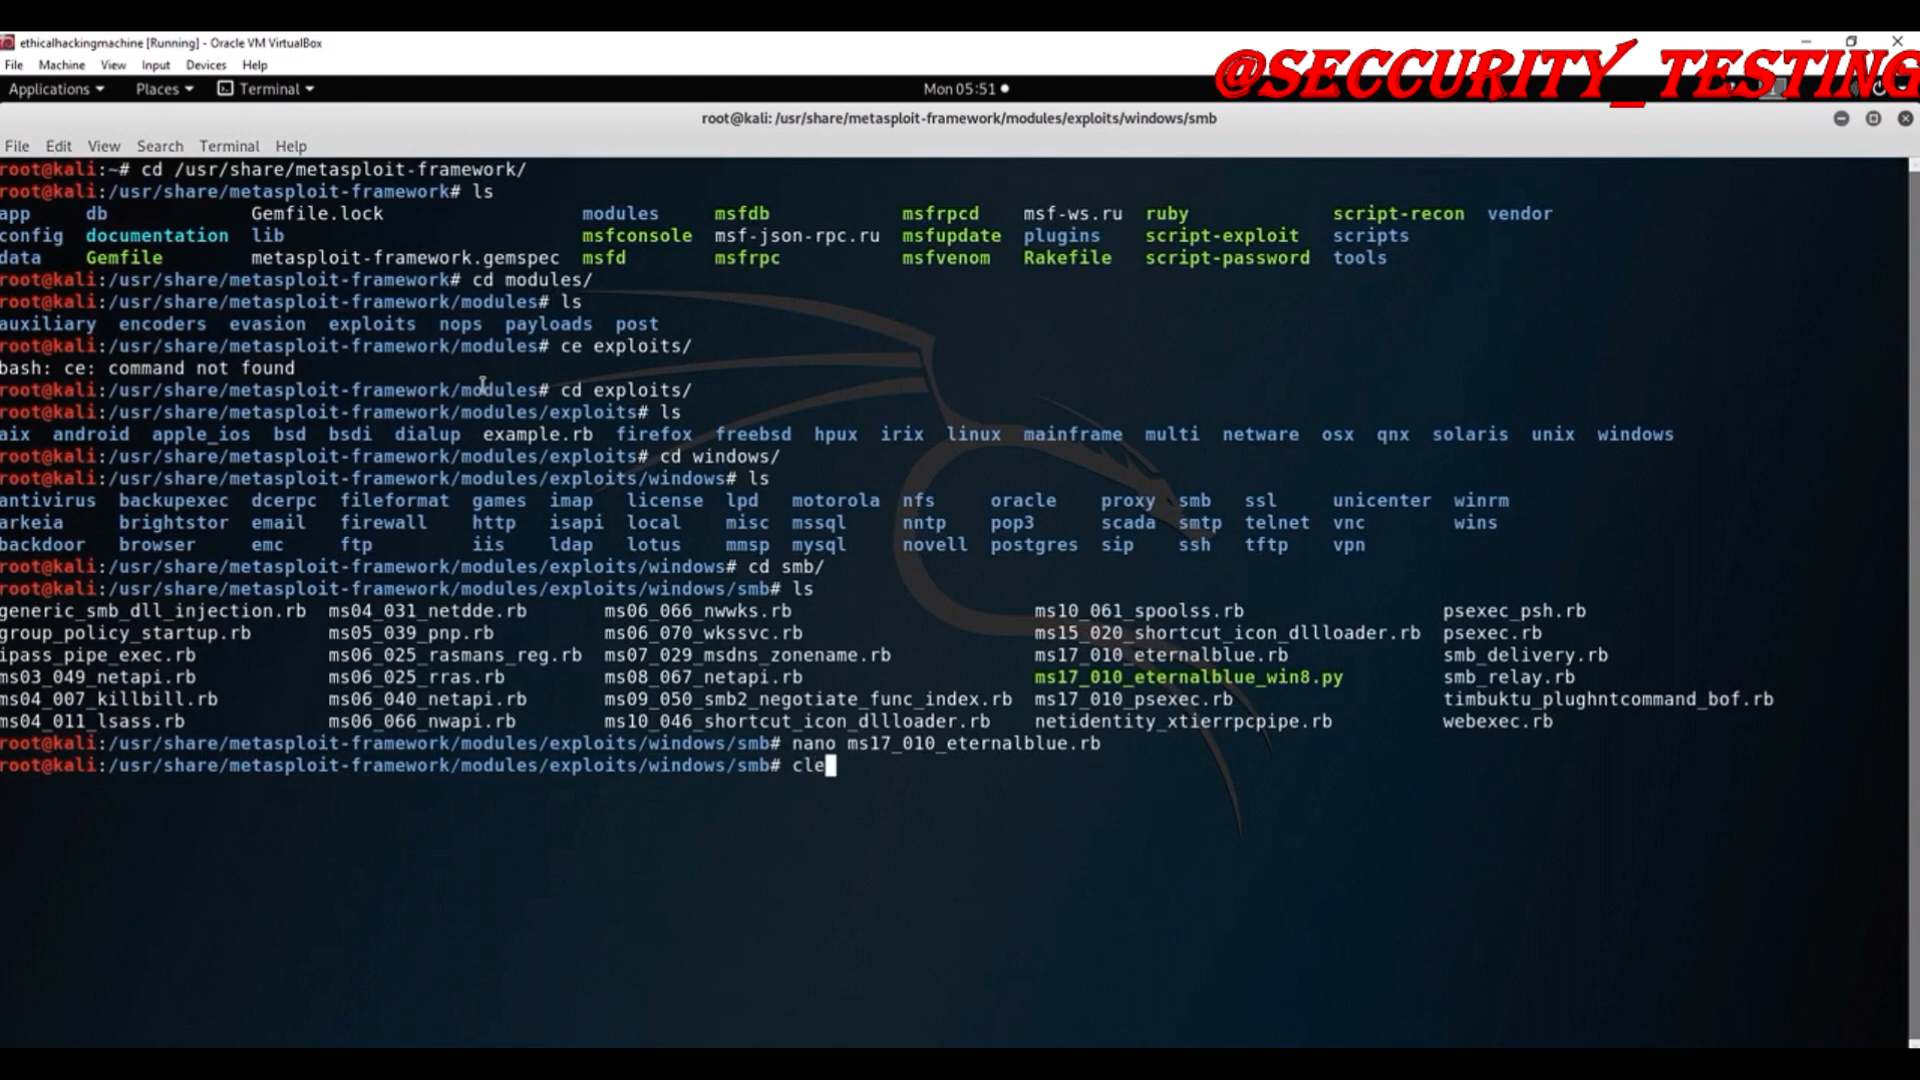 ethicalhackingmachine [Running] - Oracle VM VirtualBox
File Machine View Input Devices Help
@SECCURITY_TESTING
Applications Places Terminal Mon 05:51
root@kali: /usr/share/metasploit-framework/modules/exploits/windows/smb
File Edit View Search Terminal Help
root@kali:~# cd /usr/share/metasploit-framework/
root@kali:/usr/share/metasploit-framework# ls
app db Gemfile.lock modules msfdb msfrpcd msf-ws.ru ruby script-recon vendor
config documentation lib msfconsole msf-json-rpc.ru msfupdate plugins script-exploit scripts
data Gemfile metasploit-framework.gemspec msfd msfrpc msfvenom Rakefile script-password tools
root@kali:/usr/share/metasploit-framework# cd modules/
root@kali:/usr/share/metasploit-framework/modules# ls
auxiliary encoders evasion exploits nops payloads post
root@kali:/usr/share/metasploit-framework/modules# ce exploits/
bash: ce: command not found
root@kali:/usr/share/metasploit-framework/modules# cd exploits/
root@kali:/usr/share/metasploit-framework/modules/exploits# ls
aix android apple_ios bsd bsdi dialup example.rb firefox freebsd hpux irix linux mainframe multi netware osx qnx solaris unix windows
root@kali:/usr/share/metasploit-framework/modules/exploits# cd windows/
root@kali:/usr/share/metasploit-framework/modules/exploits/windows# ls
antivirus backupexec dcerpc fileformat games imap license lpd motorola nfs oracle proxy smb ssl unicenter winrm
arkeia brightstor email firewall http isapi local misc mssql nntp pop3 scada smtp telnet vnc wins
backdoor browser emc ftp iis ldap lotus mmsp mysql novell postgres sip ssh tftp vpn
root@kali:/usr/share/metasploit-framework/modules/exploits/windows# cd smb/
root@kali:/usr/share/metasploit-framework/modules/exploits/windows/smb# ls
generic_smb_dll_injection.rb ms04_031_netdde.rb ms06_066_nwwks.rb ms10_061_spoolss.rb psexec_psh.rb
group_policy_startup.rb ms05_039_pnp.rb ms06_070_wkssvc.rb ms15_020_shortcut_icon_dllloader.rb psexec.rb
ipass_pipe_exec.rb ms06_025_rasmans_reg.rb ms07_029_msdns_zonename.rb ms17_010_eternalblue.rb smb_delivery.rb
ms03_049_netapi.rb ms06_025_rras.rb ms08_067_netapi.rb ms17_010_eternalblue_win8.py smb_relay.rb
ms04_007_killbill.rb ms06_040_netapi.rb ms09_050_smb2_negotiate_func_index.rb ms17_010_psexec.rb timbuktu_plughntcommand_bof.rb
ms04_011_lsass.rb ms06_066_nwapi.rb ms10_046_shortcut_icon_dllloader.rb netidentity_xtierrpcpipe.rb webexec.rb
root@kali:/usr/share/metasploit-framework/modules/exploits/windows/smb# nano ms17_010_eternalblue.rb
root@kali:/usr/share/metasploit-framework/modules/exploits/windows/smb# cle